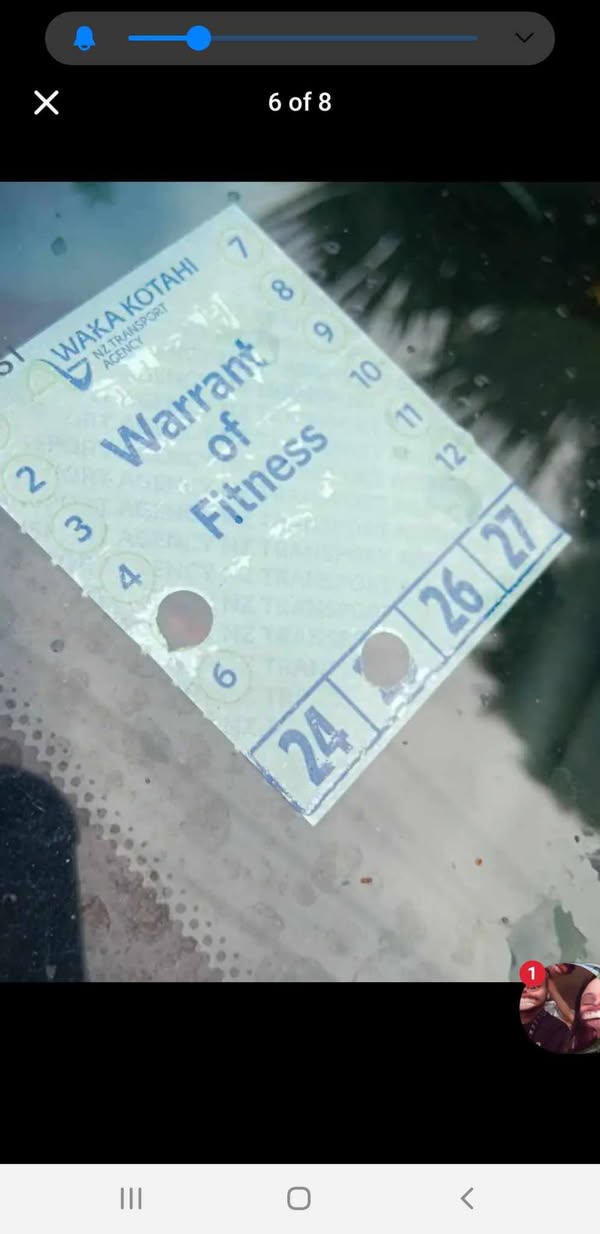 6 of 8
WAKA KOTAHI
NZ TRANSPORT
AGENCY
Warrant
of
Fitness
7
8
9
10
11
12
2
3
4
6
24
26
27
1